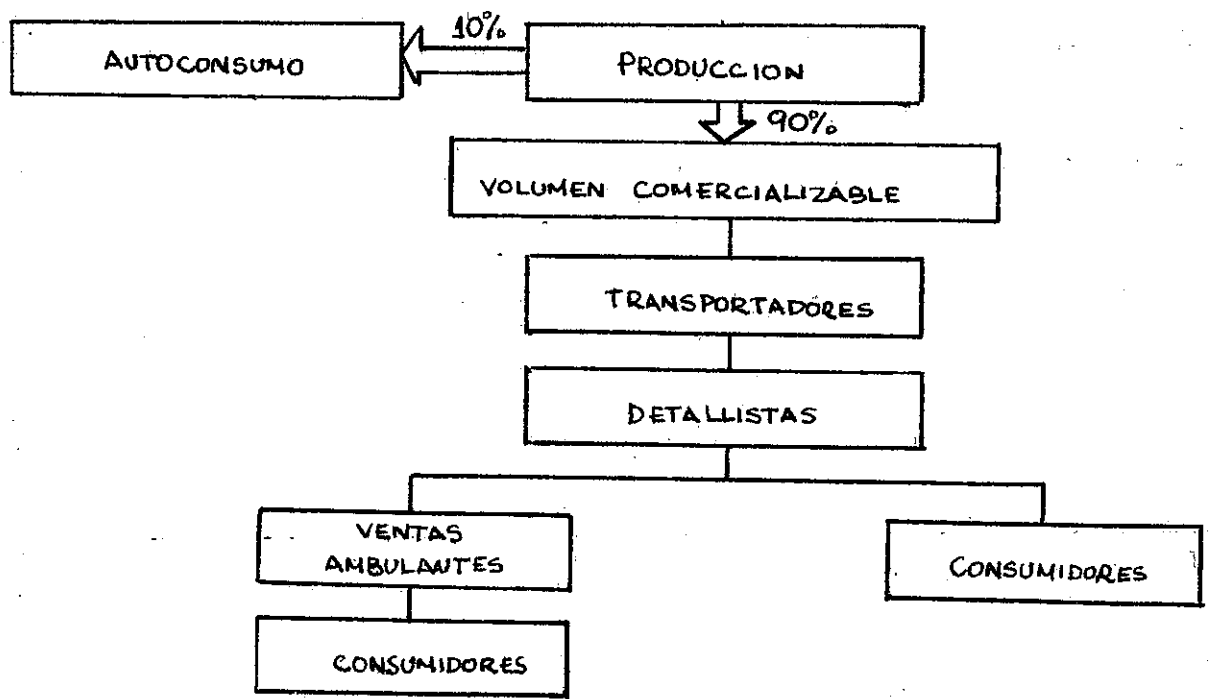 10%
AUTOCONSUMO
PRODUCCION
90%
VOLUMEN COMERCIALIZABLE
TRANSPORTADORES
DETALLISTAS
VENTAS
AMBULANTES
CONSUMIDORES
CONSUMIDORES